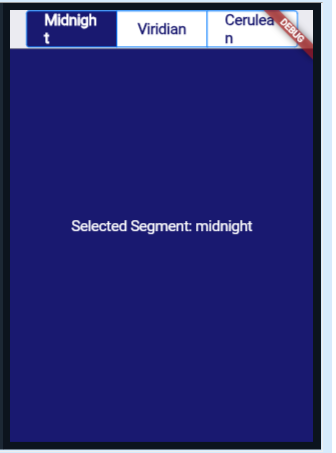 Midnigh
t
Viridian
Cerulea
n
DEBUG
Selected Segment: midnight